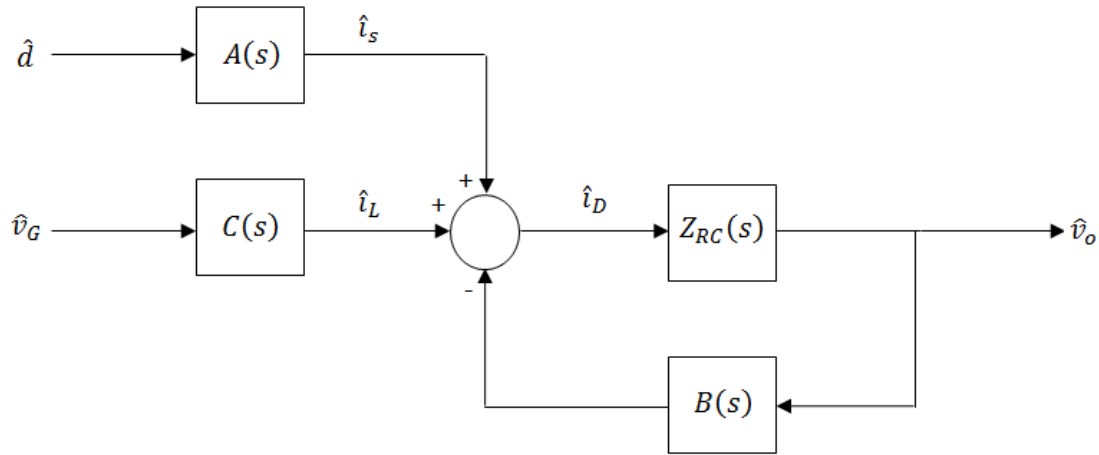 d̂ A(s) î_s
+
v̂_G C(s) î_L + î_D Z_RC(s) v̂_o
-
B(s)